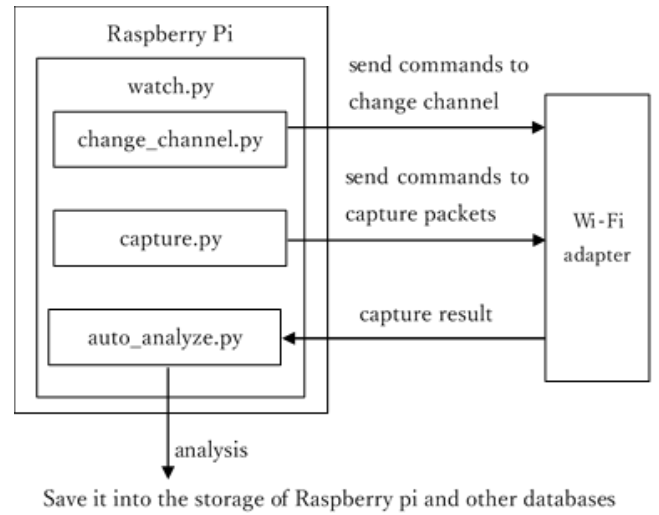 Raspberry Pi
watch.py
change_channel.py
send commands to
change channel
capture.py
send commands to
capture packets
Wi-Fi
adapter
auto_analyze.py
capture result
analysis
Save it into the storage of Raspberry pi and other databases